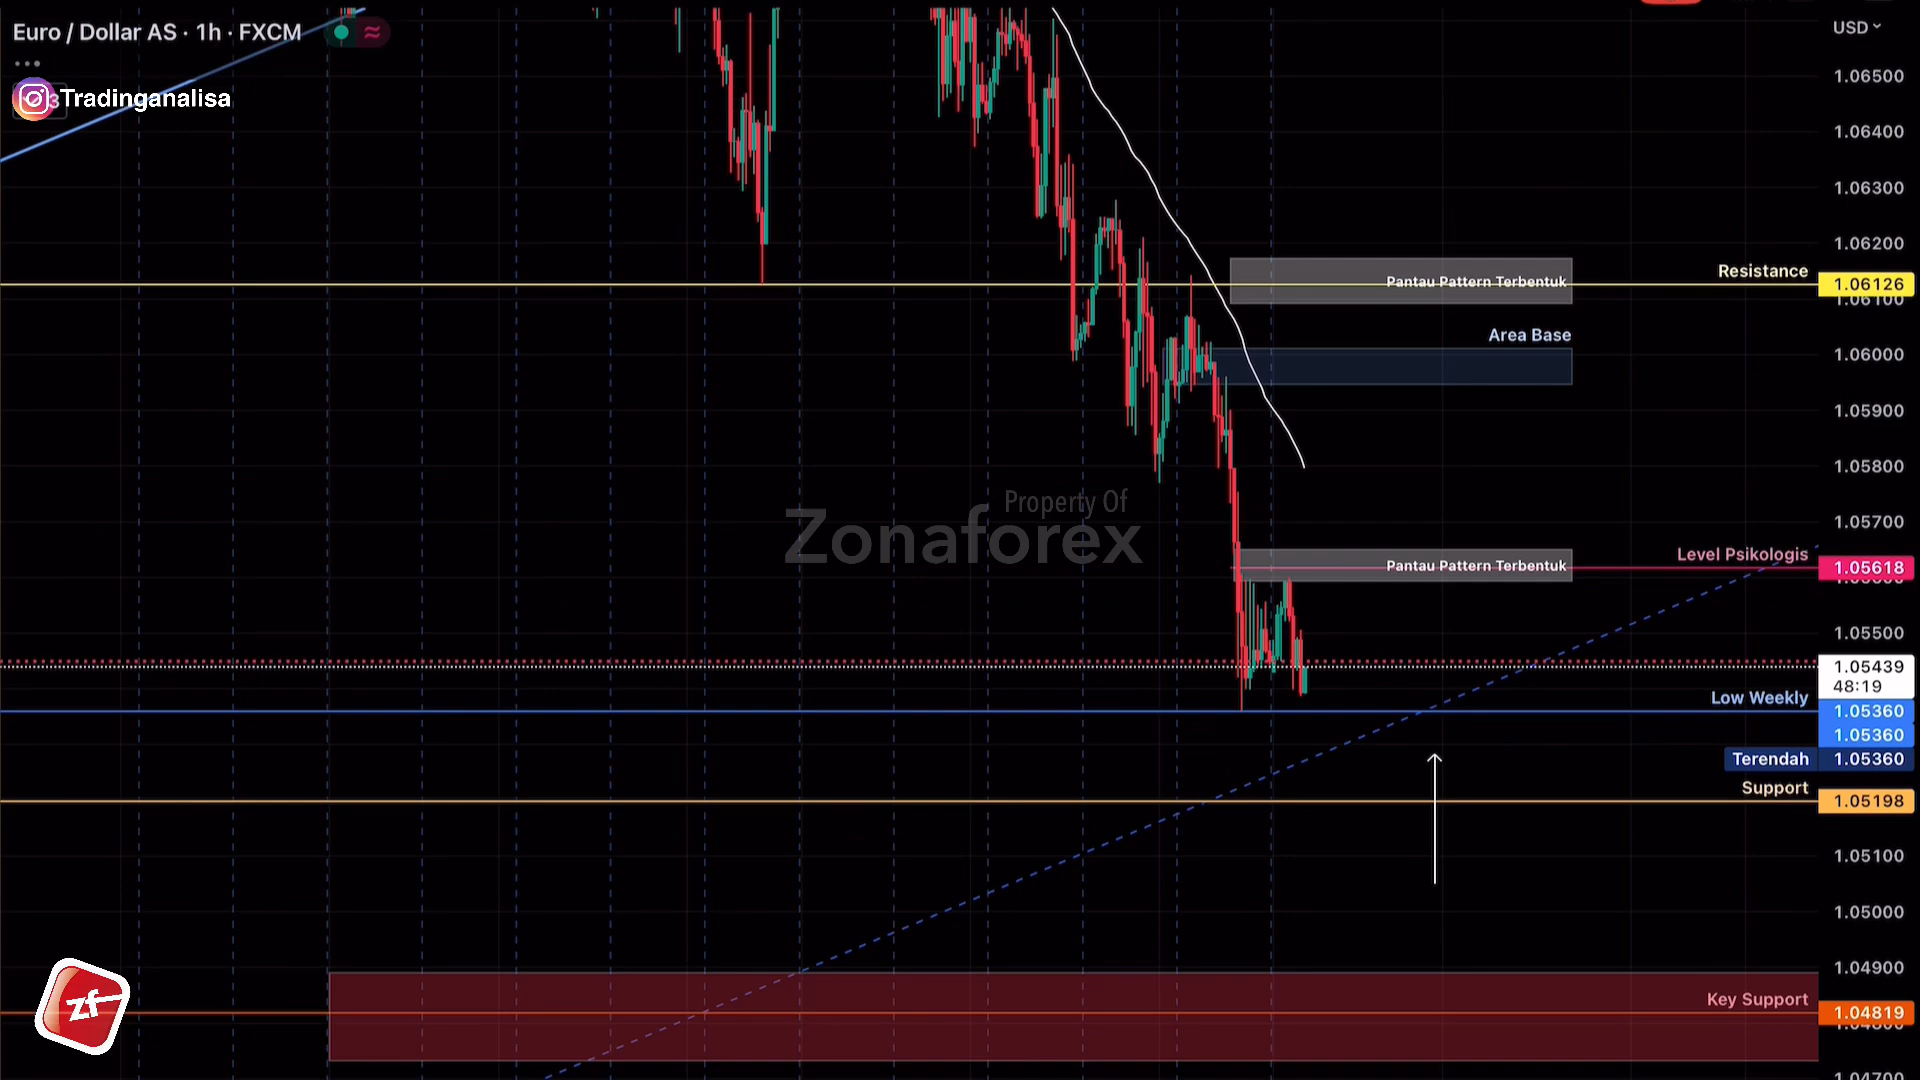 Euro / Dollar AS · 1h · FXCM
USD
Tradinganalisa
1.06500
1.06400
1.06300
1.06200
Resistance
1.06126
Pantau Pattern Terbentuk
1.06100
Area Base
1.06000
1.05900
1.05800
Property Of
Zonaforex
1.05700
Level Psikologis
1.05618
Pantau Pattern Terbentuk
1.05500
1.05439
48:19
Low Weekly
1.05360
1.05360
Terendah
1.05360
Support
1.05198
1.05100
1.05000
1.04900
Key Support
1.04819
zf